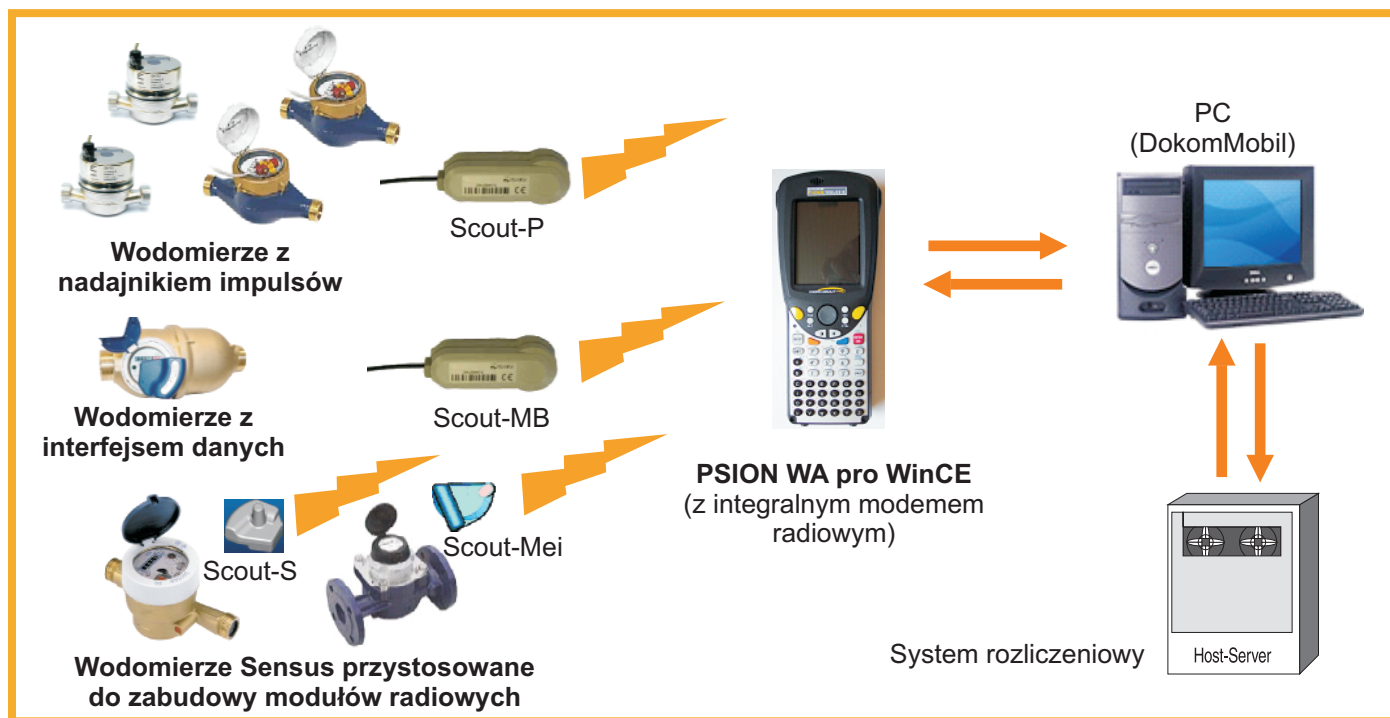 PC
(DokomMobil)
Scout-P
Wodomierze z
nadajnikiem impulsów
Scout-MB
Wodomierze z
interfejsem danych
PSION WA pro WinCE
(z integralnym modemem
radiowym)
Scout-Mei
Scout-S
Wodomierze Sensus przystosowane
do zabudowy modułów radiowych
System rozliczeniowy
Host-Server